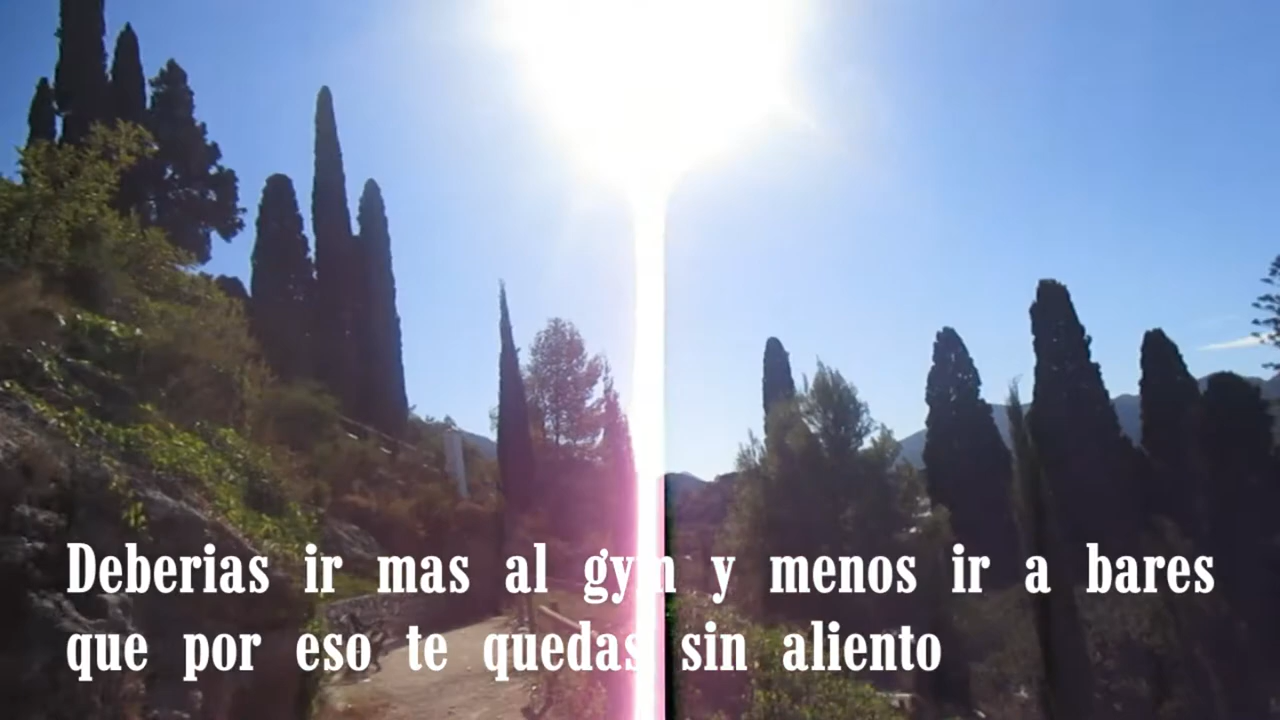 Deberias ir mas al gym y menos ir a bares
que por eso te quedas sin aliento